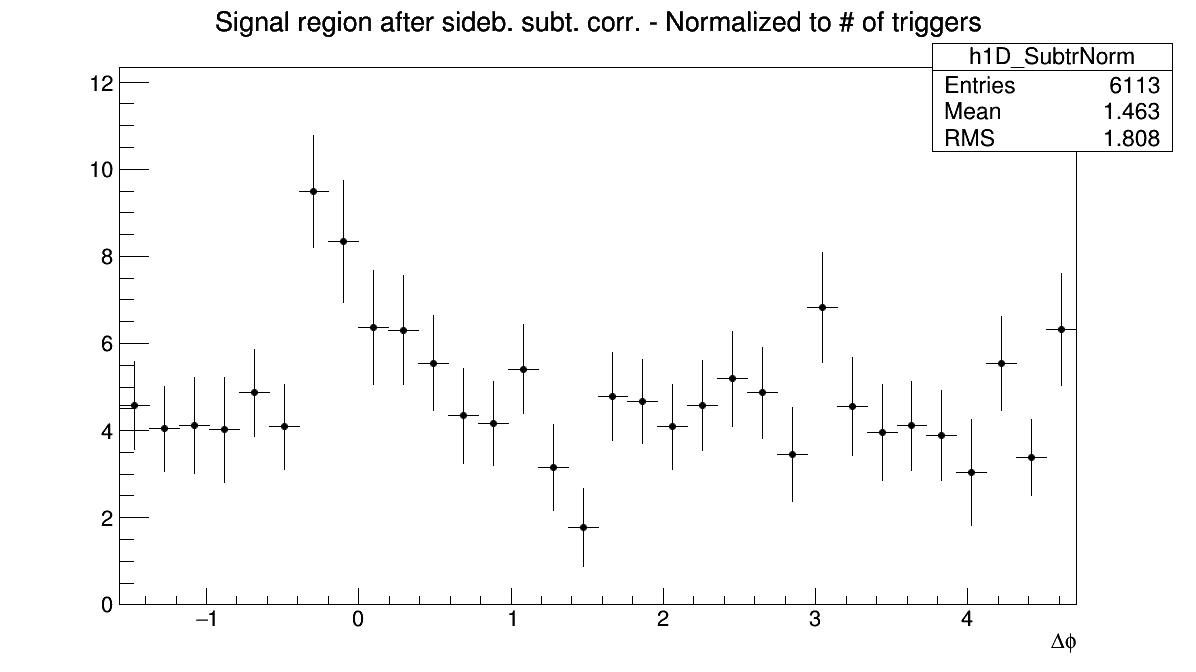 Signal region after sideb. subt. corr. - Normalized to # of triggers
h1D_SubtrNorm
Entries 6113
Mean 1.463
RMS 1.808
12
10
8
6
4
2
0
−1 0 1 2 3 4
Δϕ